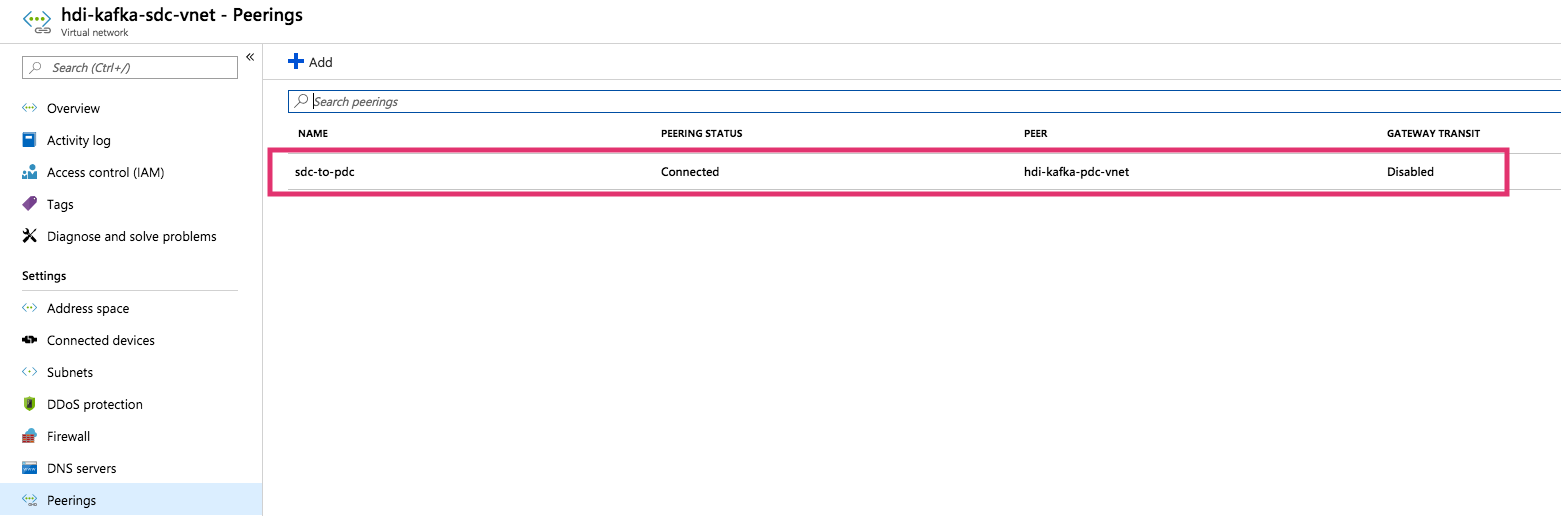 hdi-kafka-sdc-vnet - Peerings
Virtual network
Search (Ctrl+/)
«
Overview
Activity log
Access control (IAM)
Tags
Diagnose and solve problems
Settings
Address space
Connected devices
Subnets
DDoS protection
Firewall
DNS servers
Peerings
Add
Search peerings
NAME PEERING STATUS PEER GATEWAY TRANSIT
sdc-to-pdc Connected hdi-kafka-pdc-vnet Disabled